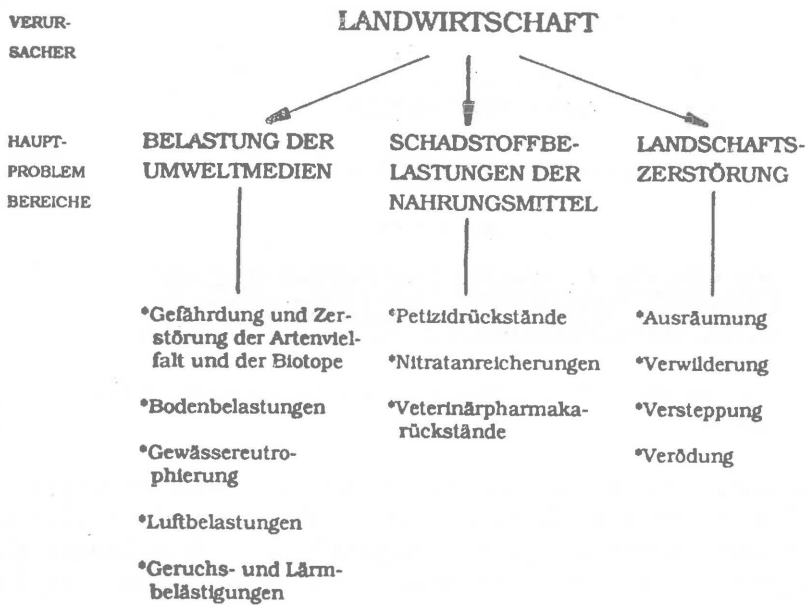 VERUR-
SACHER
LANDWIRTSCHAFT
HAUPT-
PROBLEM
BEREICHE
BELASTUNG DER
UMWELTMEDIEN
SCHADSTOFFBE-
LASTUNGEN DER
NAHRUNGSMITTEL
LANDSCHAFTS-
ZERSTÖRUNG
*Gefährdung und Zer-
störung der Artenviel-
falt und der Biotope
*Bodenbelastungen
*Gewässereutro-
phierung
*Luftbelastungen
*Geruchs- und Lärm-
belästigungen
*Petizidrückstände
*Nitratanreicherungen
*Veterinärpharmaka-
rückstände
*Ausräumung
*Verwilderung
*Versteppung
*Verödung